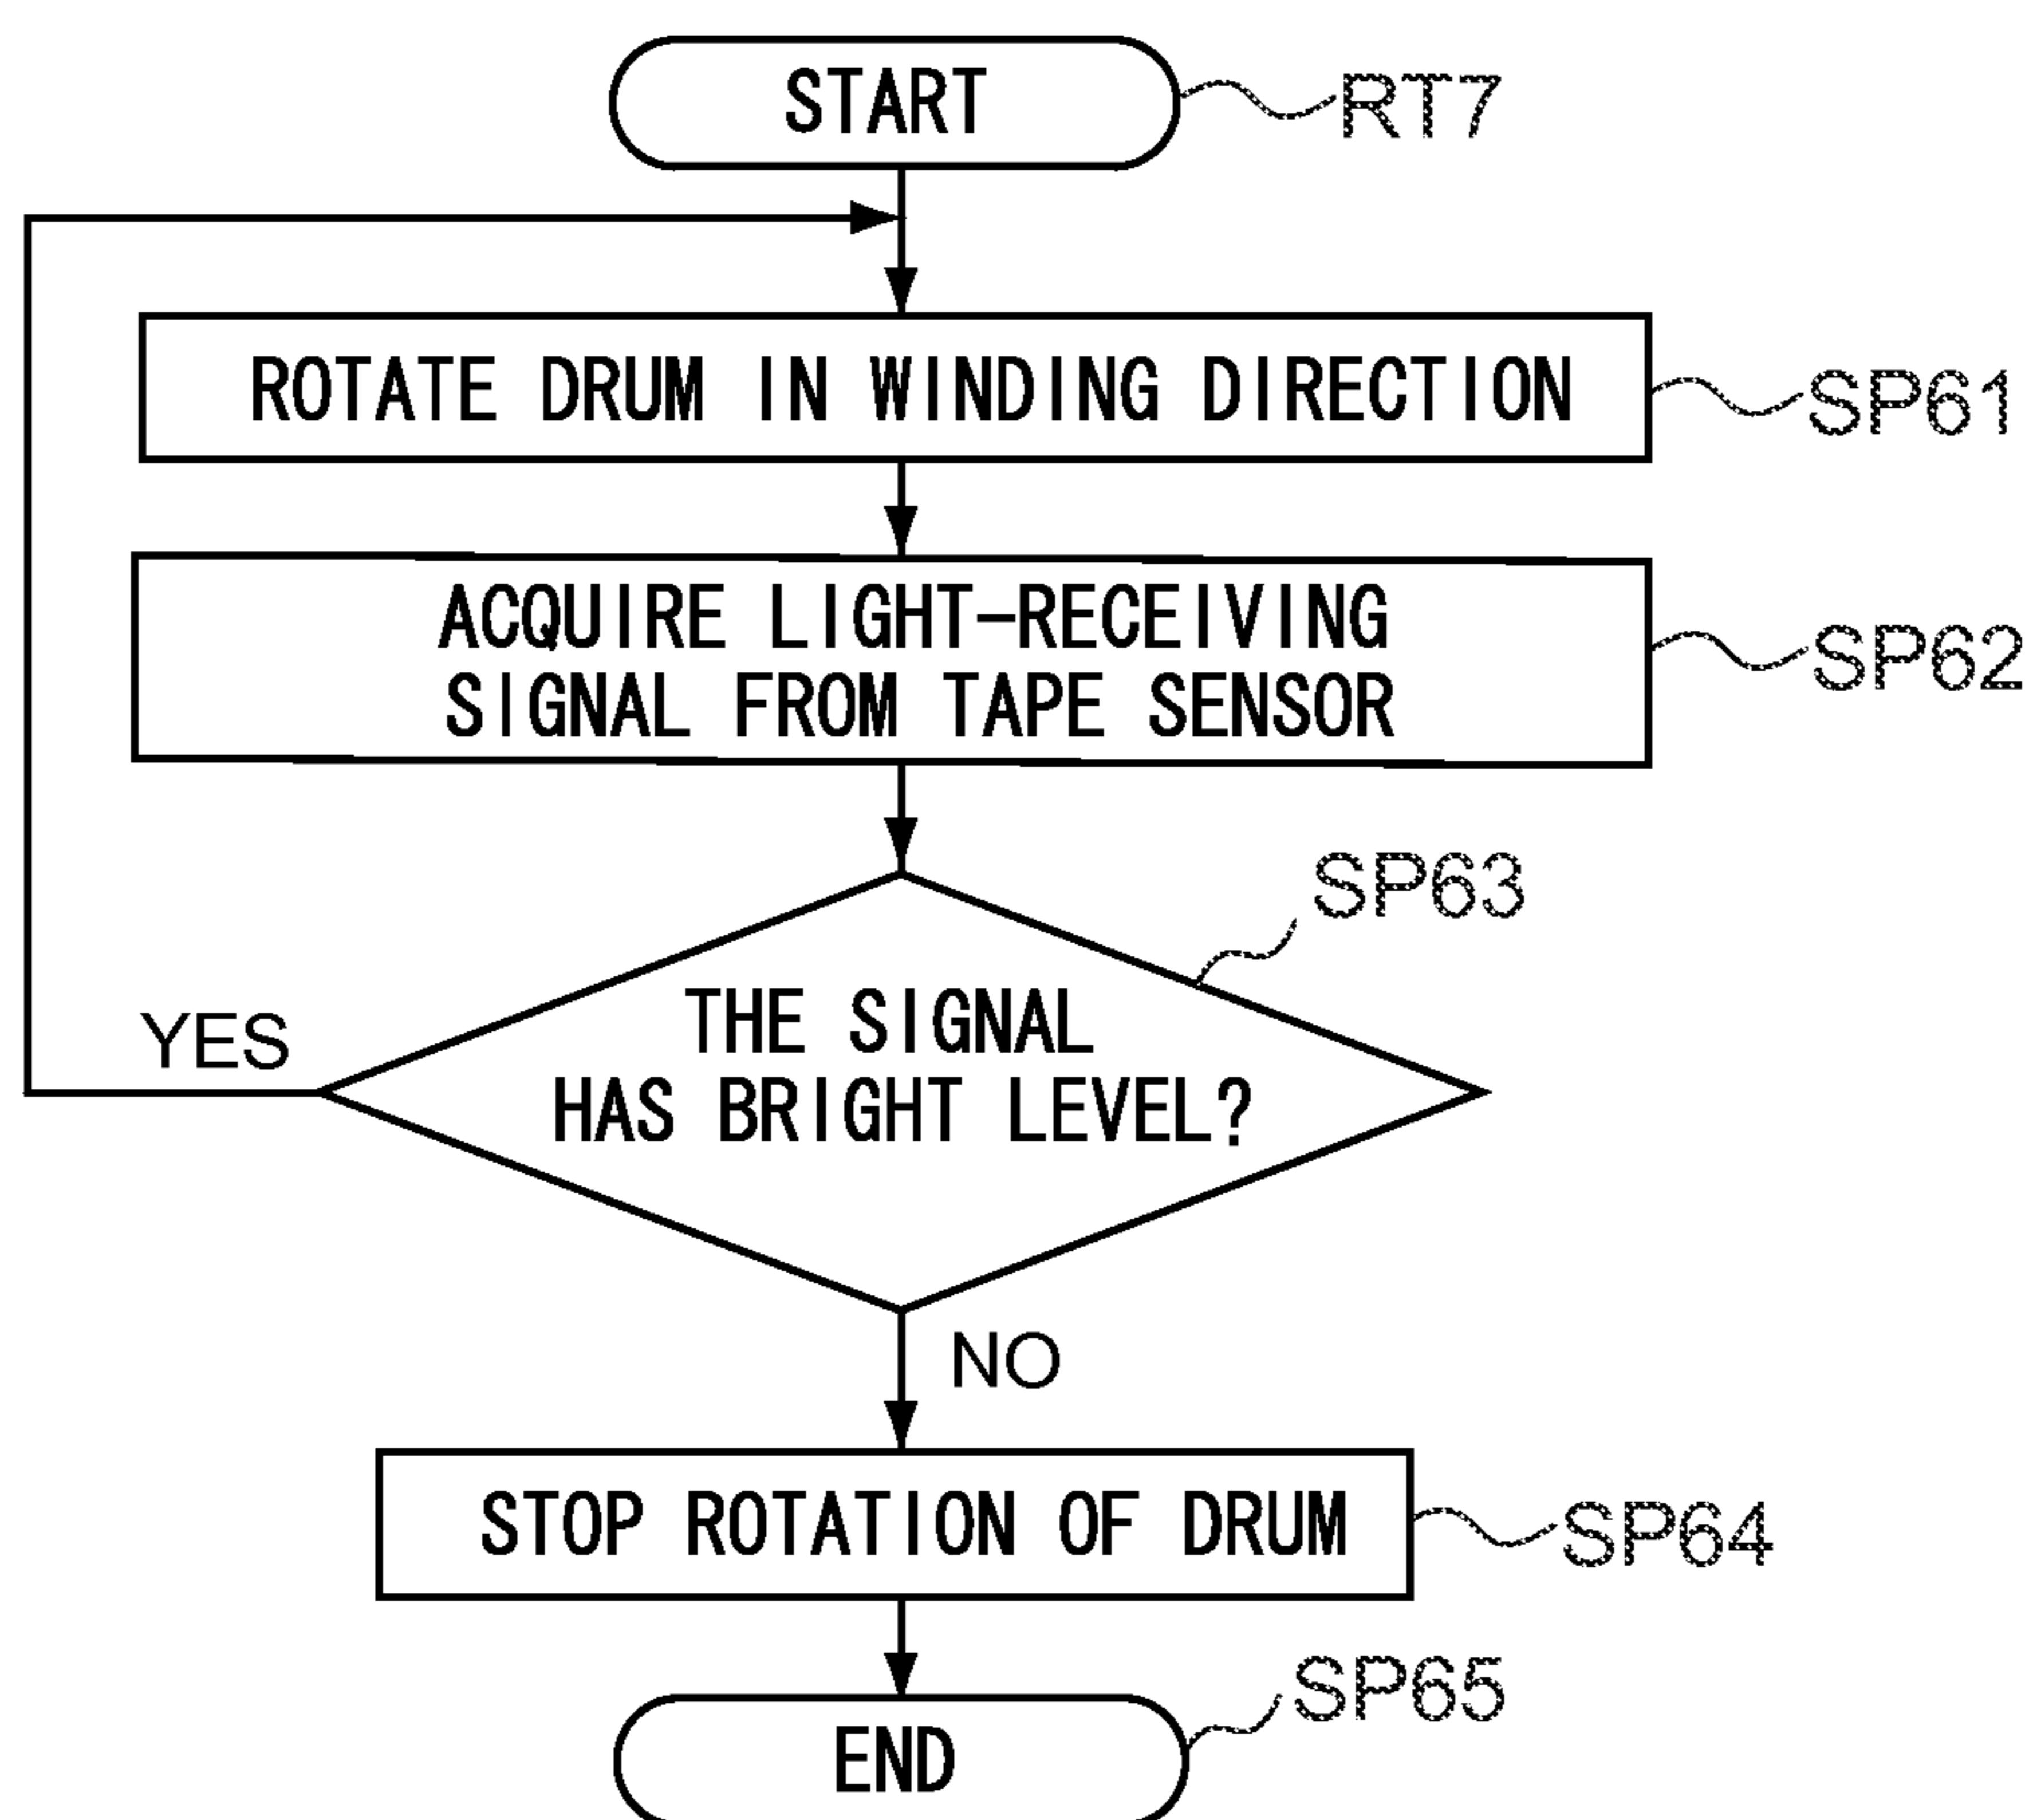 START
RT7
ROTATE DRUM IN WINDING DIRECTION
SP61
ACQUIRE LIGHT-RECEIVING
SIGNAL FROM TAPE SENSOR
SP62
SP63
THE SIGNAL
HAS BRIGHT LEVEL?
YES
NO
STOP ROTATION OF DRUM
SP64
SP65
END